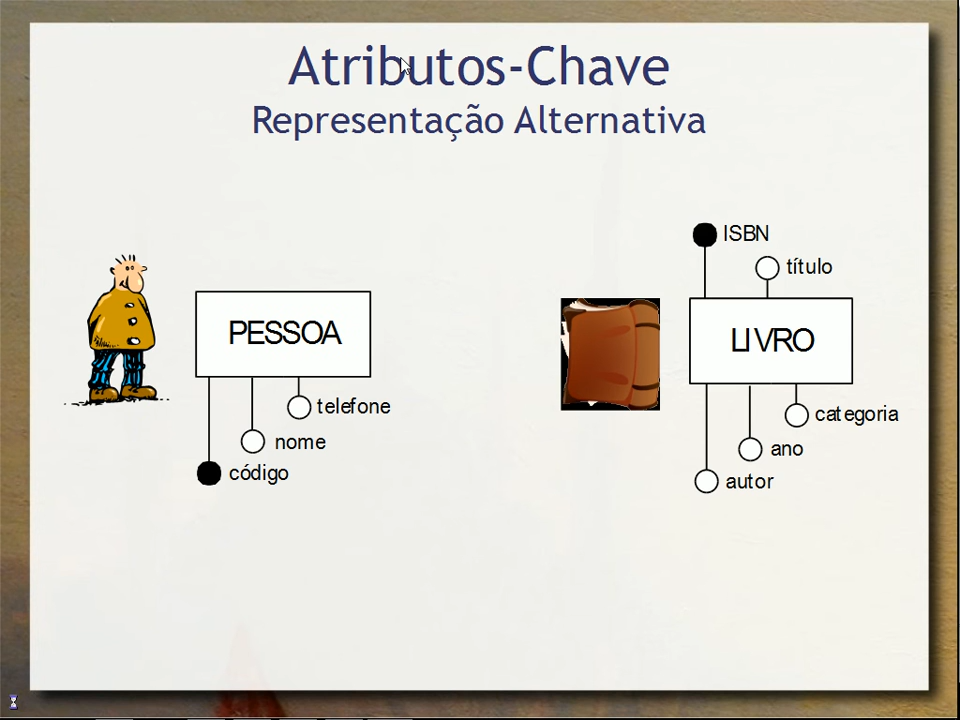 Atributos-Chave
Representação Alternativa
PESSOA
telefone
nome
código
ISBN
título
LIVRO
categoria
ano
autor